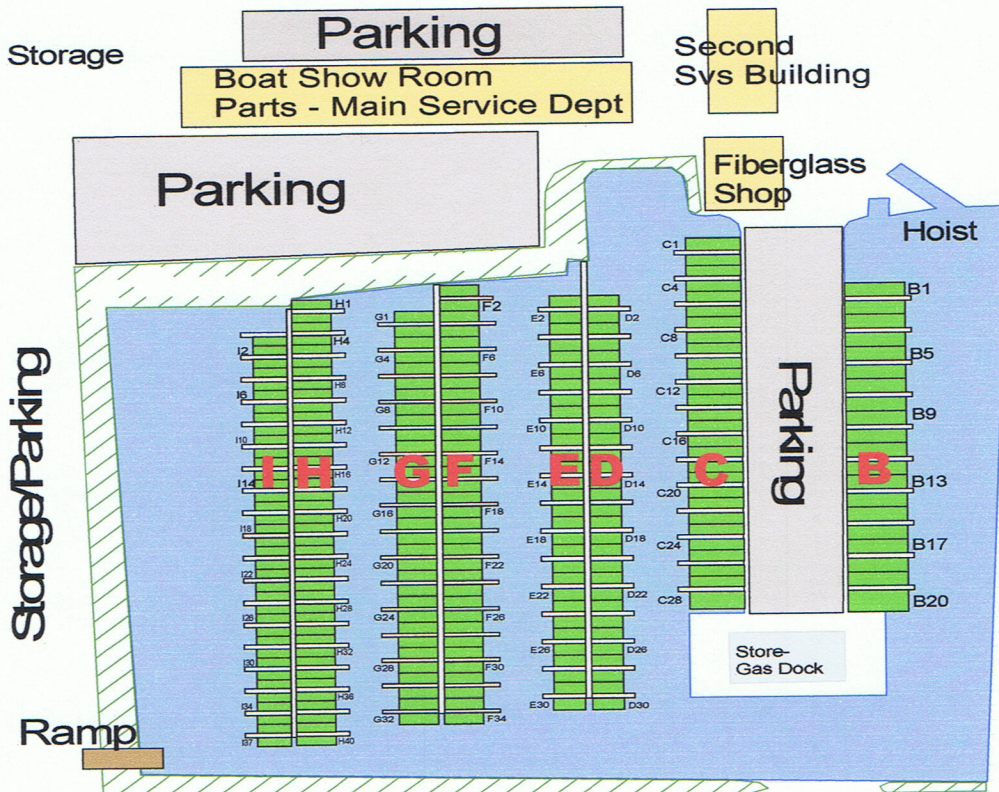 Parking
Storage
Second
Svs Building
Boat Show Room
Parts - Main Service Dept
Fiberglass
Shop
Parking
Hoist
C1
B1
H1
F2
G1
E2
D2
C4
H4
I2
G4
F6
E6
D6
C8
B5
H8
I6
G8
F10
E10
D10
C12
B9
H12
I10
G12
F14
E14
D14
C16
B13
I
H
G
F
E
D
C
B
Parking
H16
I14
G16
F18
E18
D18
C20
B17
H20
I18
G20
F22
E22
D22
C24
B20
H24
I22
G24
F26
E26
D26
C28
H28
I26
G28
F30
E30
D30
H32
I30
G32
F34
H36
I34
H40
I37
Store-
Gas Dock
Storage/Parking
Ramp